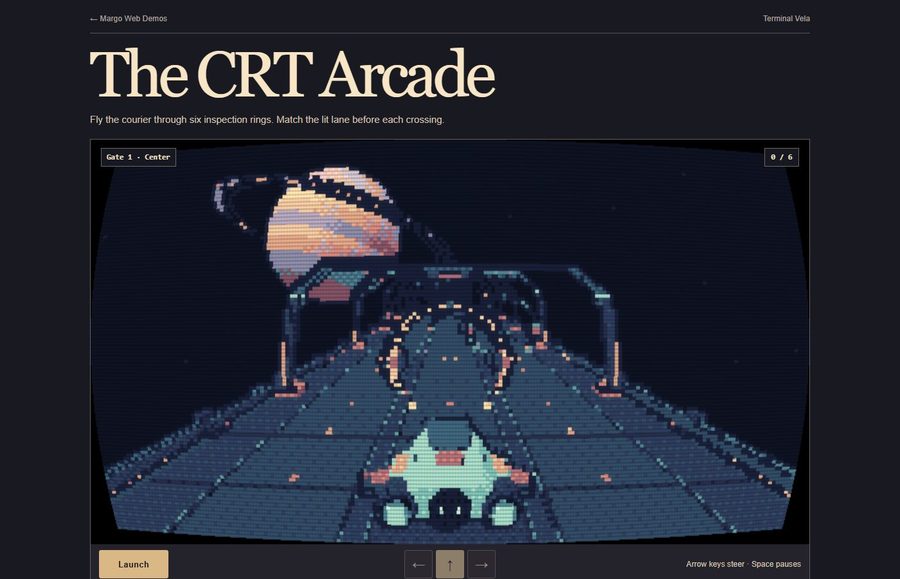 ← Margo Web Demos
Terminal Vela
The CRT Arcade
Fly the courier through six inspection rings. Match the lit lane before each crossing.
Gate 1 · Center
0 / 6
Launch
← ↑ →
Arrow keys steer · Space pauses